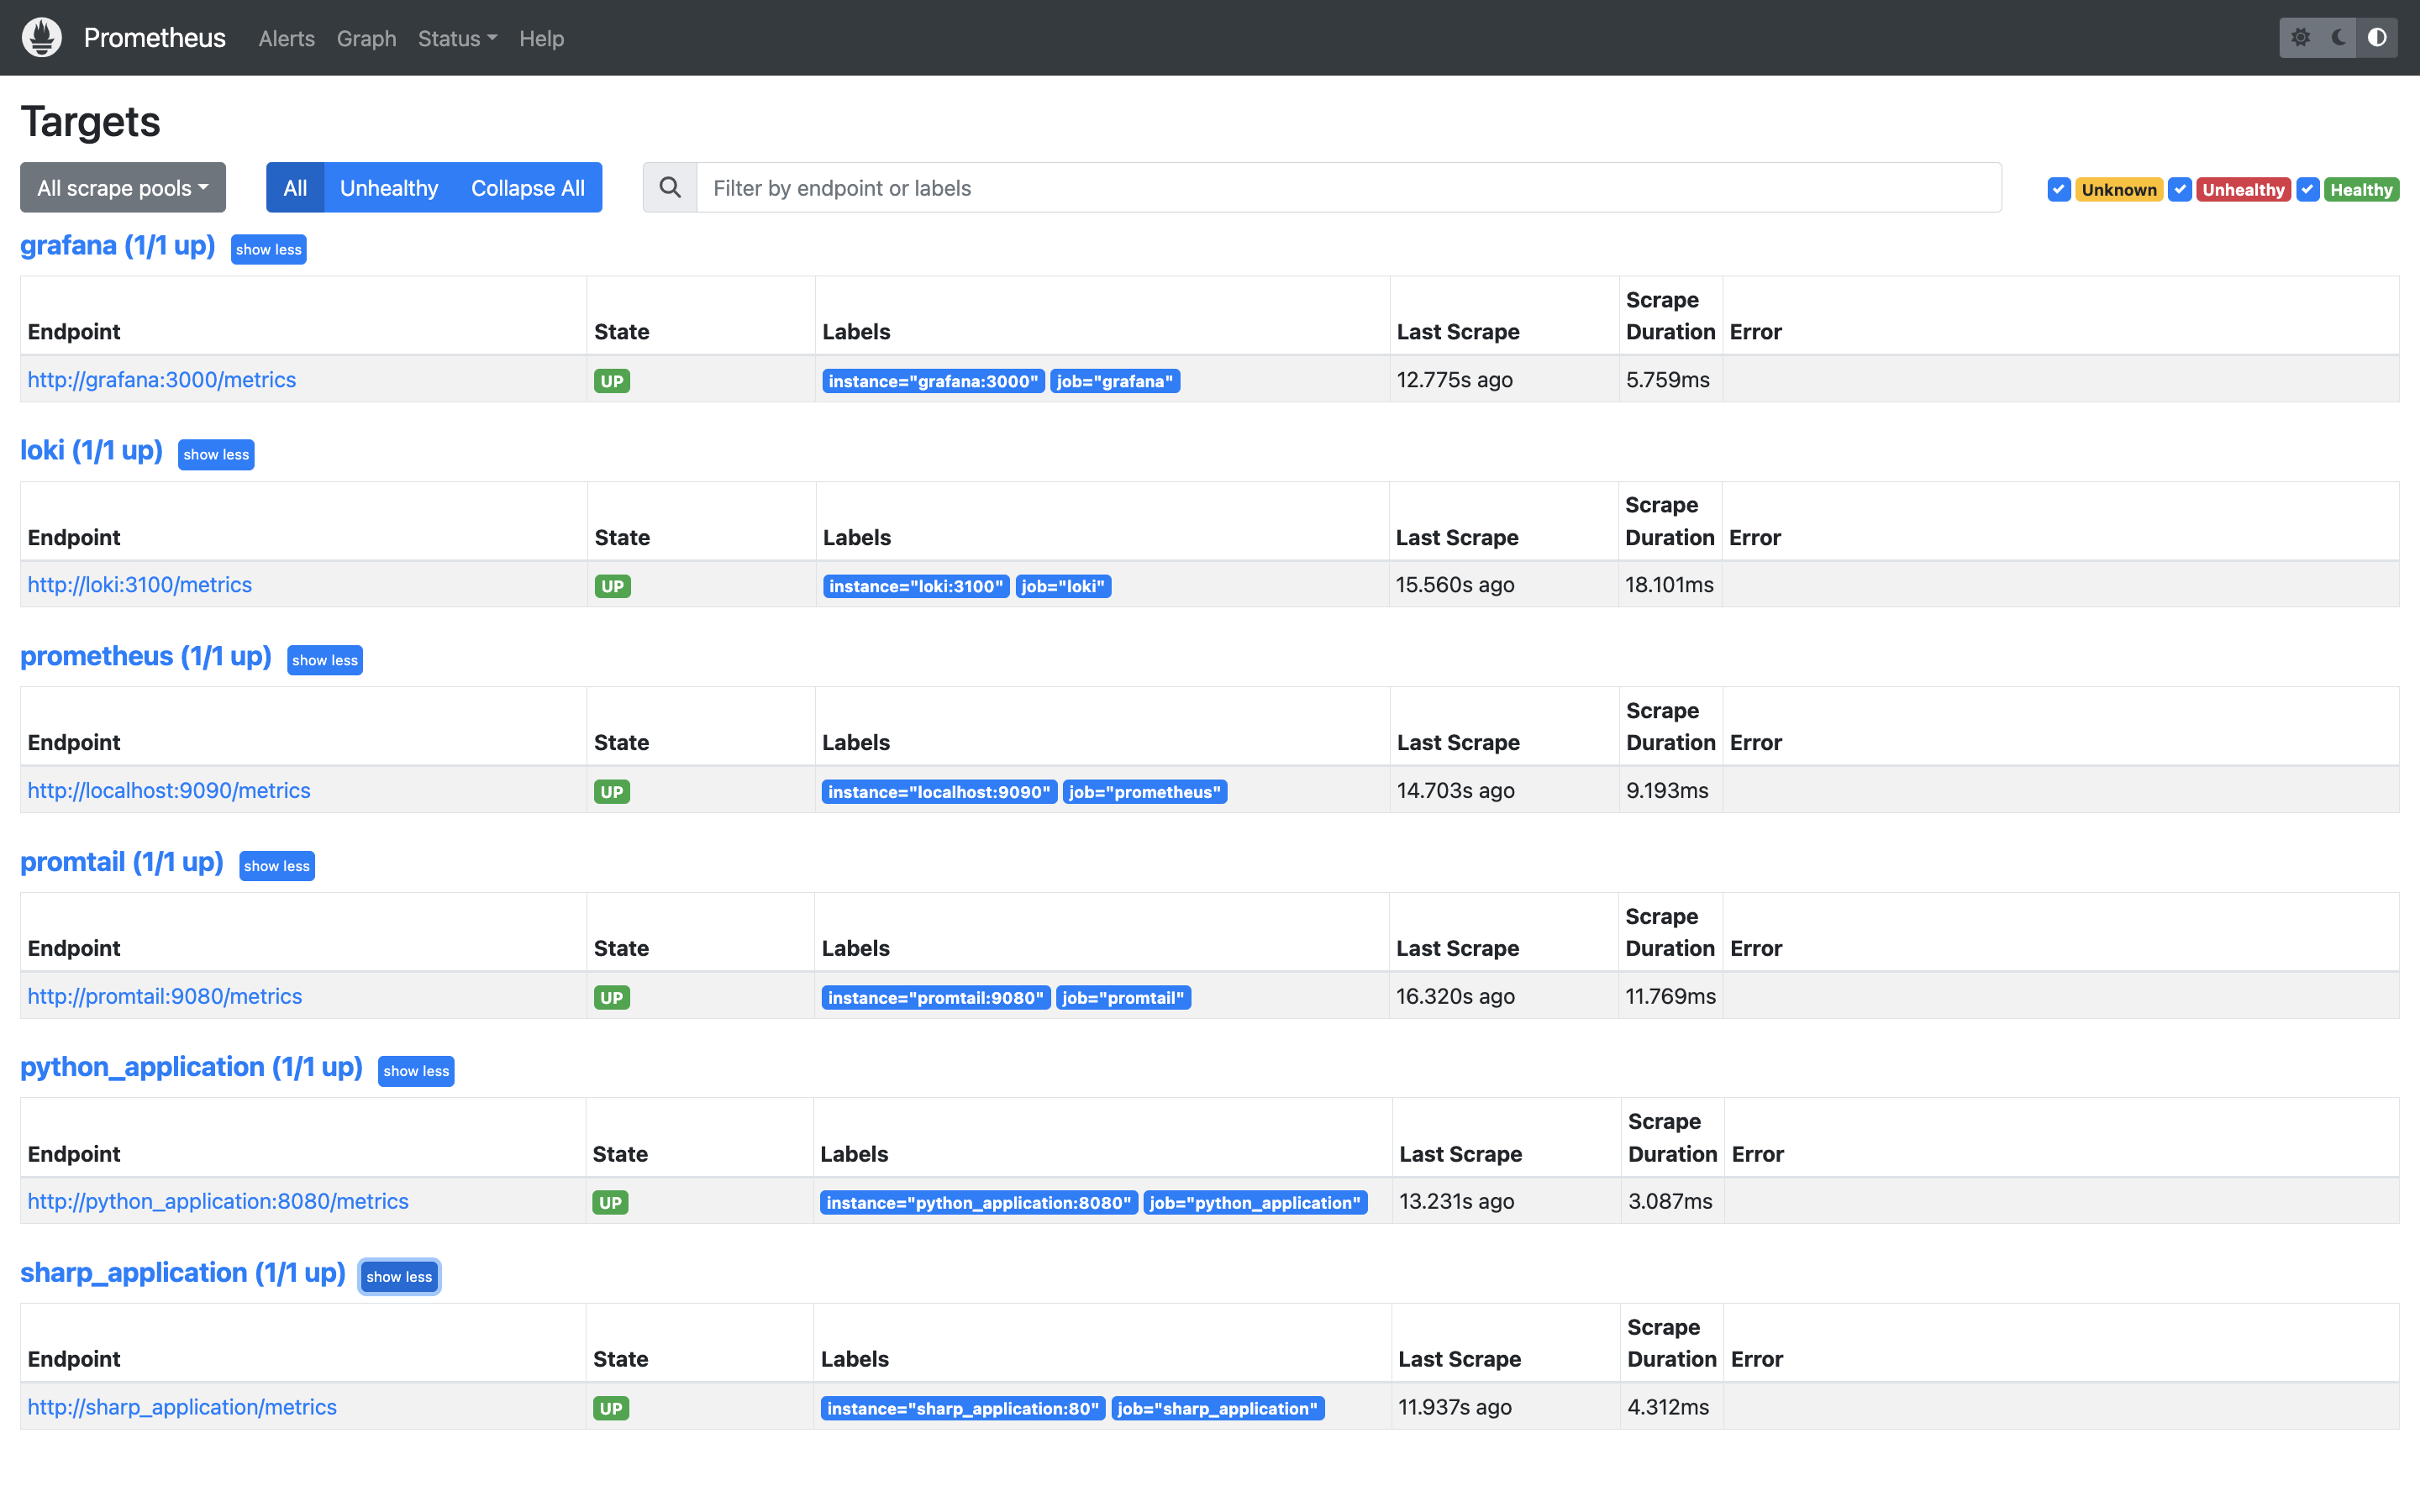 Prometheus Alerts Graph Status Help
Targets
All scrape pools All Unhealthy Collapse All Filter by endpoint or labels Unknown Unhealthy Healthy
grafana (1/1 up) show less
Endpoint State Labels Last Scrape Scrape Duration Error
http://grafana:3000/metrics UP instance="grafana:3000" job="grafana" 12.775s ago 5.759ms
loki (1/1 up) show less
Endpoint State Labels Last Scrape Scrape Duration Error
http://loki:3100/metrics UP instance="loki:3100" job="loki" 15.560s ago 18.101ms
prometheus (1/1 up) show less
Endpoint State Labels Last Scrape Scrape Duration Error
http://localhost:9090/metrics UP instance="localhost:9090" job="prometheus" 14.703s ago 9.193ms
promtail (1/1 up) show less
Endpoint State Labels Last Scrape Scrape Duration Error
http://promtail:9080/metrics UP instance="promtail:9080" job="promtail" 16.320s ago 11.769ms
python_application (1/1 up) show less
Endpoint State Labels Last Scrape Scrape Duration Error
http://python_application:8080/metrics UP instance="python_application:8080" job="python_application" 13.231s ago 3.087ms
sharp_application (1/1 up) show less
Endpoint State Labels Last Scrape Scrape Duration Error
http://sharp_application/metrics UP instance="sharp_application:80" job="sharp_application" 11.937s ago 4.312ms